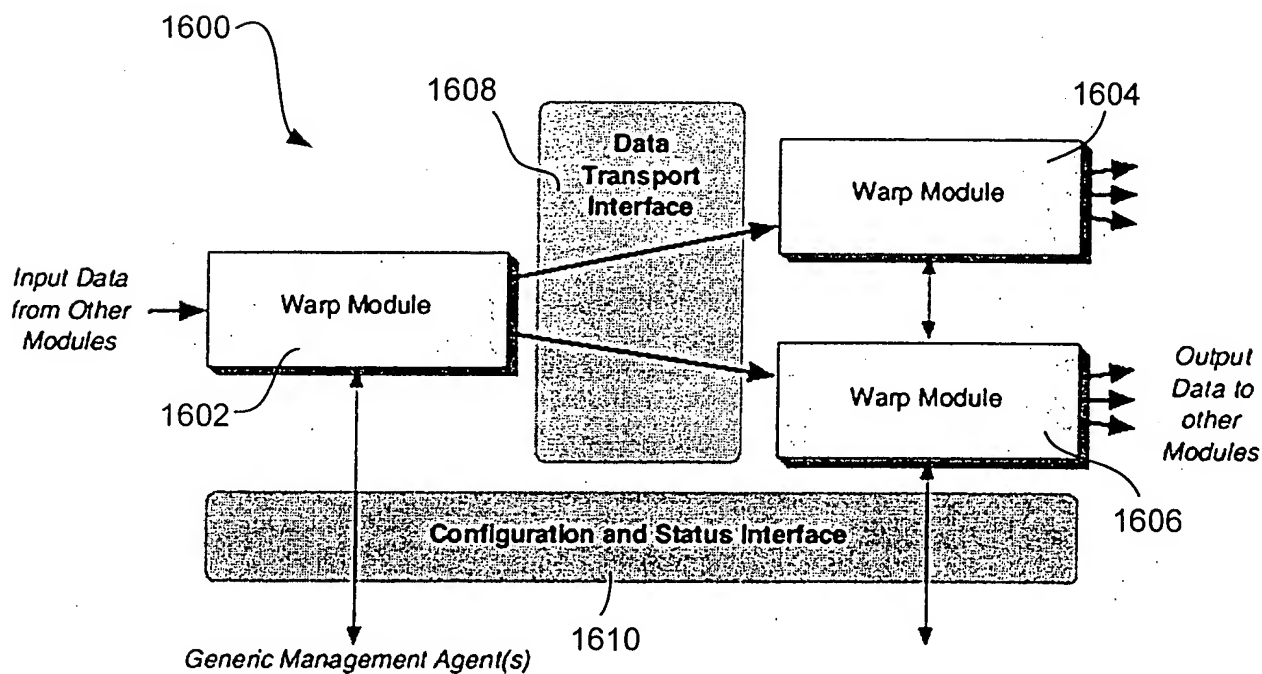 1600
1608
1604
Data
Transport
Interface
Warp Module
Input Data
from Other
Modules
Warp Module
1602
Warp Module
Output
Data to
other
Modules
1606
Configuration and Status Interface
1610
Generic Management Agent(s)